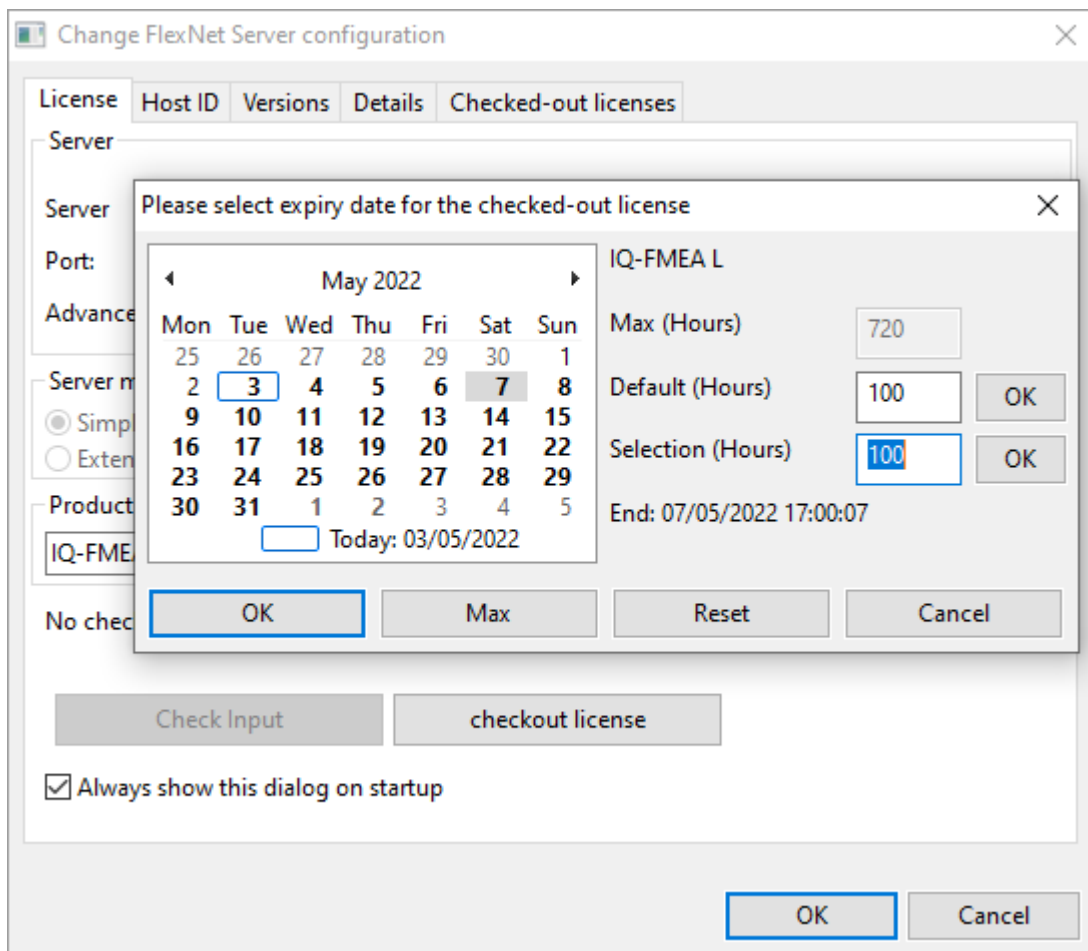 Change FlexNet Server configuration
License Host ID Versions Details Checked-out licenses
Server
Server
Port:
Advance
Server m
Simpl
Exten
Product
IQ-FME
No chec
Please select expiry date for the checked-out license
May 2022
Mon Tue Wed Thu Fri Sat Sun
25 26 27 28 29 30 1
2 3 4 5 6 7 8
9 10 11 12 13 14 15
16 17 18 19 20 21 22
23 24 25 26 27 28 29
30 31 1 2 3 4 5
Today: 03/05/2022
IQ-FMEA L
Max (Hours) 720
Default (Hours) 100 OK
Selection (Hours) 100 OK
End: 07/05/2022 17:00:07
OK Max Reset Cancel
Check Input checkout license
Always show this dialog on startup
OK Cancel